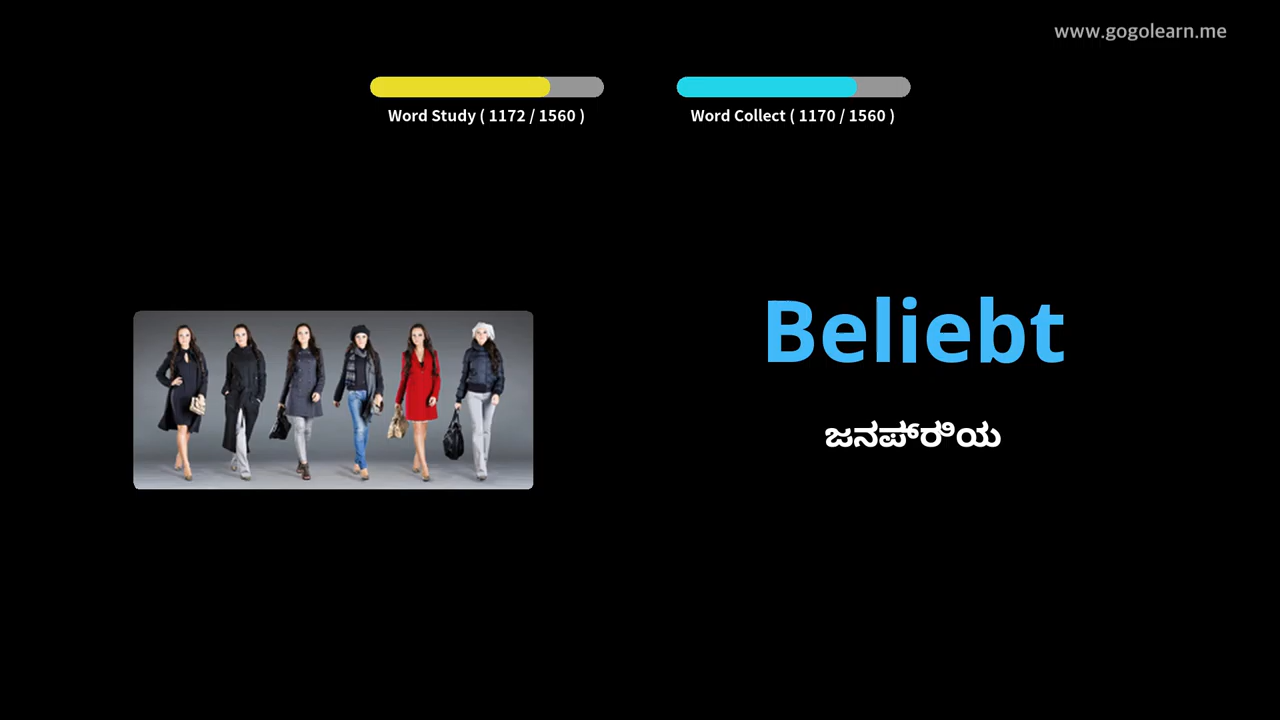 www.gogolearn.me
Word Study ( 1172 / 1560 )
Word Collect ( 1170 / 1560 )
Beliebt
ಜನಪ್ರಿಯ